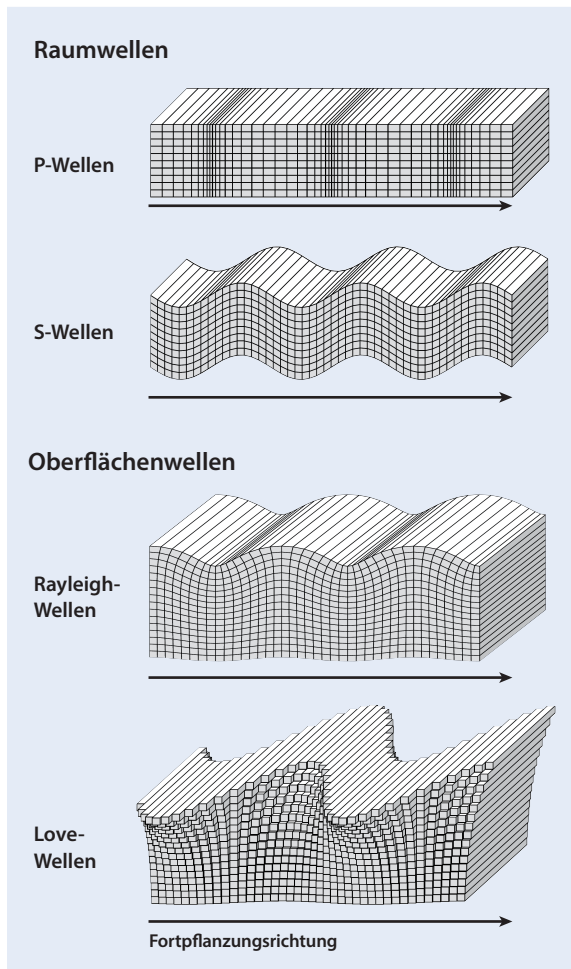 Raumwellen
P-Wellen
S-Wellen
Oberflächenwellen
Rayleigh-
Wellen
Love-
Wellen
Fortpflanzungsrichtung